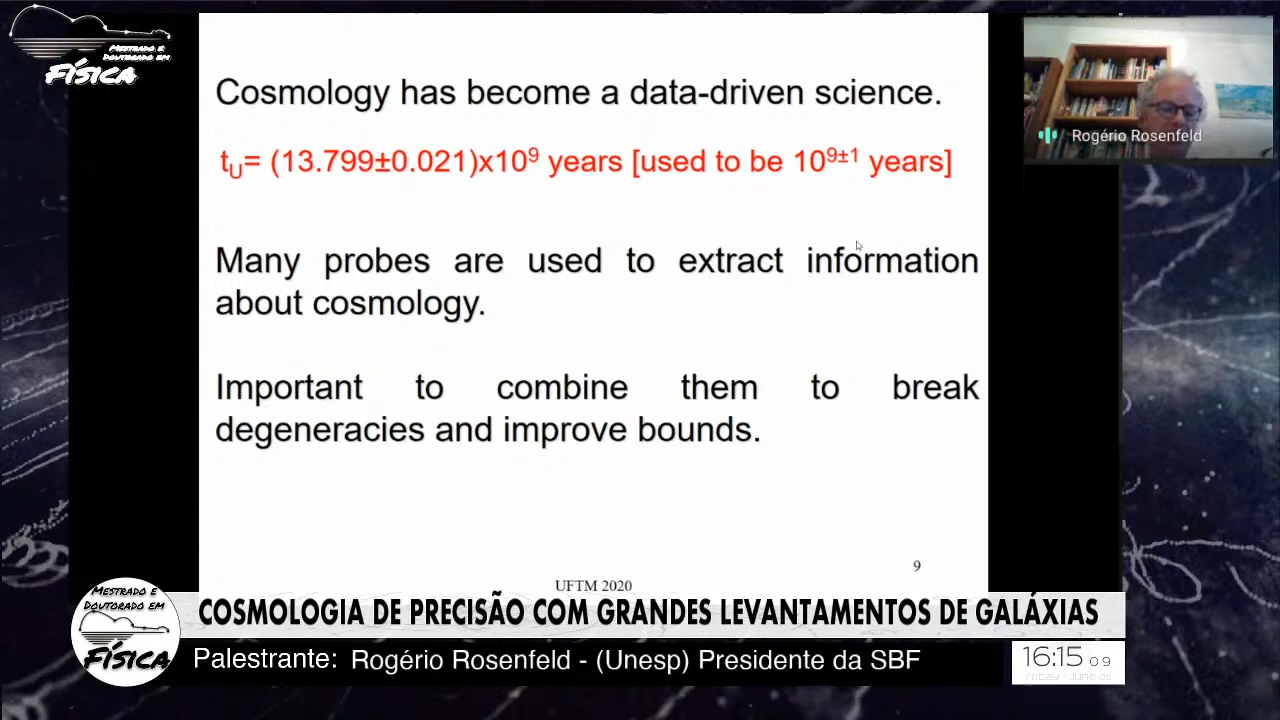 MESTRADO E
DOUTORADO EM
FÍSICA
Cosmology has become a data-driven science.
tU= (13.799±0.021)x10⁹ years [used to be 10⁹±¹ years]
Many probes are used to extract information
about cosmology.
Important to combine them to break
degeneracies and improve bounds.
9
UFTM 2020
Rogério Rosenfeld
MESTRADO E
DOUTORADO EM
FÍSICA
COSMOLOGIA DE PRECISÃO COM GRANDES LEVANTAMENTOS DE GALÁXIAS
Palestrante: Rogério Rosenfeld - (Unesp) Presidente da SBF
16:15 09
FRIDAY - JUNE 05